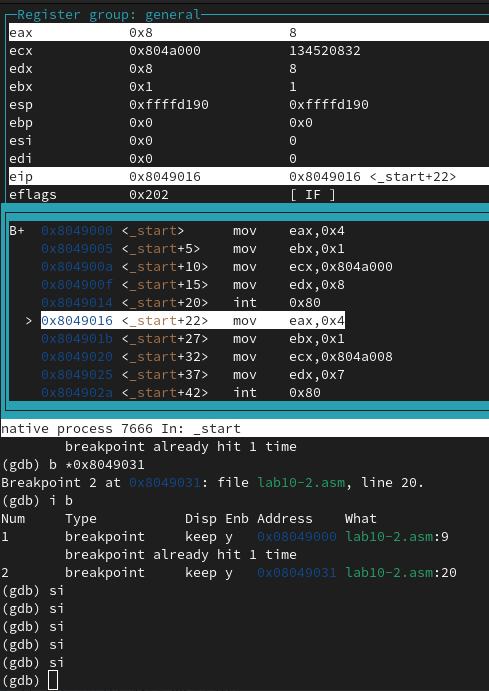 Register group: general
eax 0x8 8
ecx 0x804a000 134520832
edx 0x8 8
ebx 0x1 1
esp 0xffffd190 0xffffd190
ebp 0x0 0x0
esi 0x0 0
edi 0x0 0
eip 0x8049016 0x8049016 <_start+22>
eflags 0x202 [ IF ]
B+ 0x8049000 <_start> mov eax,0x4
0x8049005 <_start+5> mov ebx,0x1
0x804900a <_start+10> mov ecx,0x804a000
0x804900f <_start+15> mov edx,0x8
0x8049014 <_start+20> int 0x80
> 0x8049016 <_start+22> mov eax,0x4
0x804901b <_start+27> mov ebx,0x1
0x8049020 <_start+32> mov ecx,0x804a008
0x8049025 <_start+37> mov edx,0x7
0x804902a <_start+42> int 0x80
native process 7666 In: _start
breakpoint already hit 1 time
(gdb) b *0x8049031
Breakpoint 2 at 0x8049031: file lab10-2.asm, line 20.
(gdb) i b
Num Type Disp Enb Address What
1 breakpoint keep y 0x08049000 lab10-2.asm:9
breakpoint already hit 1 time
2 breakpoint keep y 0x08049031 lab10-2.asm:20
(gdb) si
(gdb) si
(gdb) si
(gdb) si
(gdb) si
(gdb)